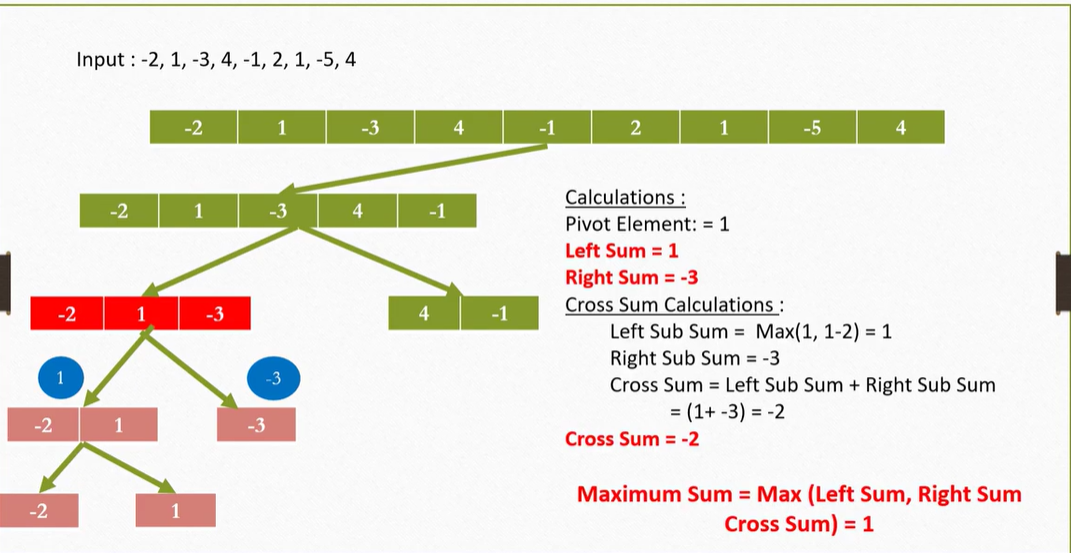 Input : -2, 1, -3, 4, -1, 2, 1, -5, 4
-2 1 -3 4 -1 2 1 -5 4
-2 1 -3 4 -1
Calculations :
Pivot Element: = 1
Left Sum = 1
Right Sum = -3
Cross Sum Calculations :
Left Sub Sum = Max(1, 1-2) = 1
Right Sub Sum = -3
Cross Sum = Left Sub Sum + Right Sub Sum
= (1+ -3) = -2
Cross Sum = -2
Maximum Sum = Max (Left Sum, Right Sum
Cross Sum) = 1
-2 1 -3
4 -1
1
-3
-2 1
-3
-2
1